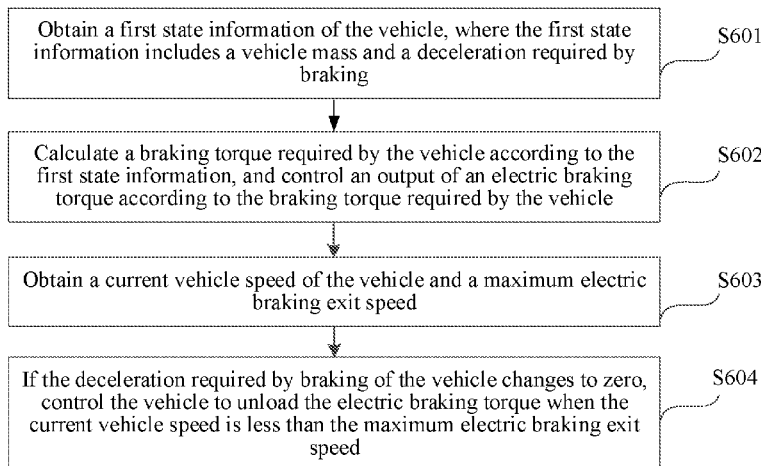 Obtain a first state information of the vehicle, where the first state
information includes a vehicle mass and a deceleration required by
braking
S601
Calculate a braking torque required by the vehicle according to the
first state information, and control an output of an electric braking
torque according to the braking torque required by the vehicle
S602
Obtain a current vehicle speed of the vehicle and a maximum electric
braking exit speed
S603
If the deceleration required by braking of the vehicle changes to zero,
control the vehicle to unload the electric braking torque when the
current vehicle speed is less than the maximum electric braking exit
speed
S604